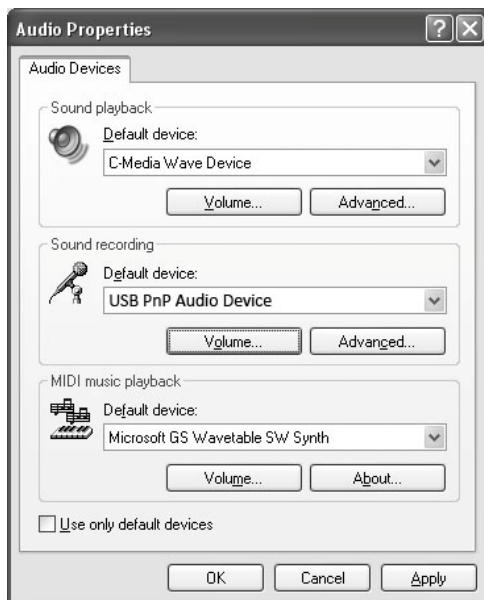 Audio Properties
Audio Devices
Sound playback
Default device:
C-Media Wave Device
Volume... Advanced...
Sound recording
Default device:
USB PnP Audio Device
Volume... Advanced...
MIDI music playback
Default device:
Microsoft GS Wavetable SW Synth
Volume... About...
Use only default devices
OK Cancel Apply